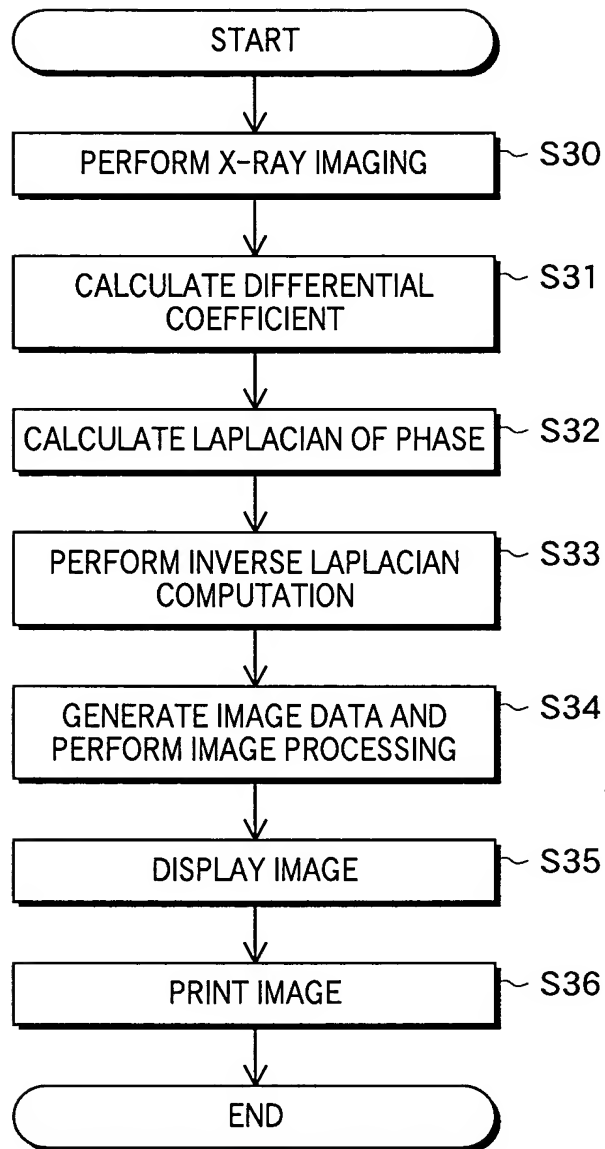 START
PERFORM X-RAY IMAGING
S30
CALCULATE DIFFERENTIAL
COEFFICIENT
S31
CALCULATE LAPLACIAN OF PHASE
S32
PERFORM INVERSE LAPLACIAN
COMPUTATION
S33
GENERATE IMAGE DATA AND
PERFORM IMAGE PROCESSING
S34
DISPLAY IMAGE
S35
PRINT IMAGE
S36
END